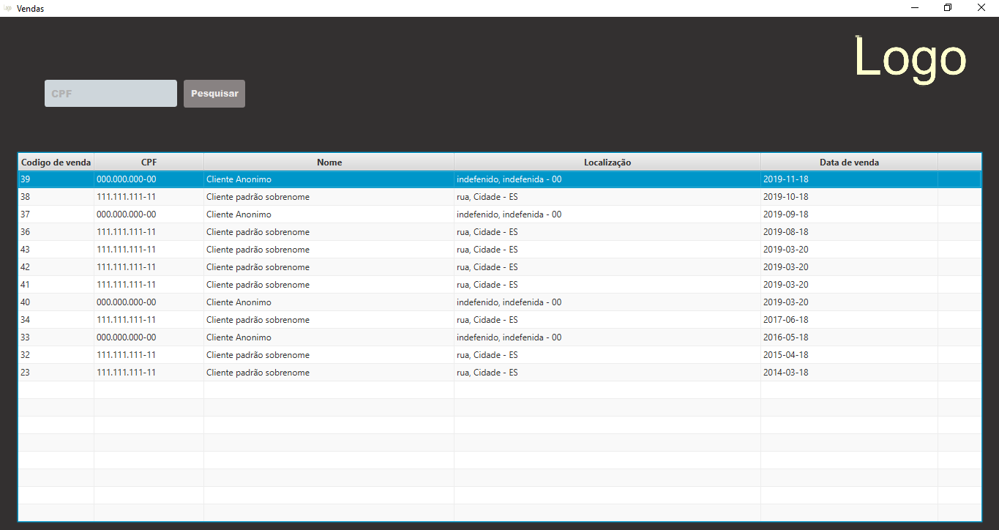 Vendas
Logo
CPF Pesquisar
Codigo de venda CPF Nome Localização Data de venda
39 000.000.000-00 Cliente Anonimo indefenido, indefenida - 00 2019-11-18
38 111.111.111-11 Cliente padrão sobrenome rua, Cidade - ES 2019-10-18
37 000.000.000-00 Cliente Anonimo indefenido, indefenida - 00 2019-09-18
36 111.111.111-11 Cliente padrão sobrenome rua, Cidade - ES 2019-08-18
43 111.111.111-11 Cliente padrão sobrenome rua, Cidade - ES 2019-03-20
42 111.111.111-11 Cliente padrão sobrenome rua, Cidade - ES 2019-03-20
41 111.111.111-11 Cliente padrão sobrenome rua, Cidade - ES 2019-03-20
40 000.000.000-00 Cliente Anonimo indefenido, indefenida - 00 2019-03-20
34 111.111.111-11 Cliente padrão sobrenome rua, Cidade - ES 2017-06-18
33 000.000.000-00 Cliente Anonimo indefenido, indefenida - 00 2016-05-18
32 111.111.111-11 Cliente padrão sobrenome rua, Cidade - ES 2015-04-18
23 111.111.111-11 Cliente padrão sobrenome rua, Cidade - ES 2014-03-18